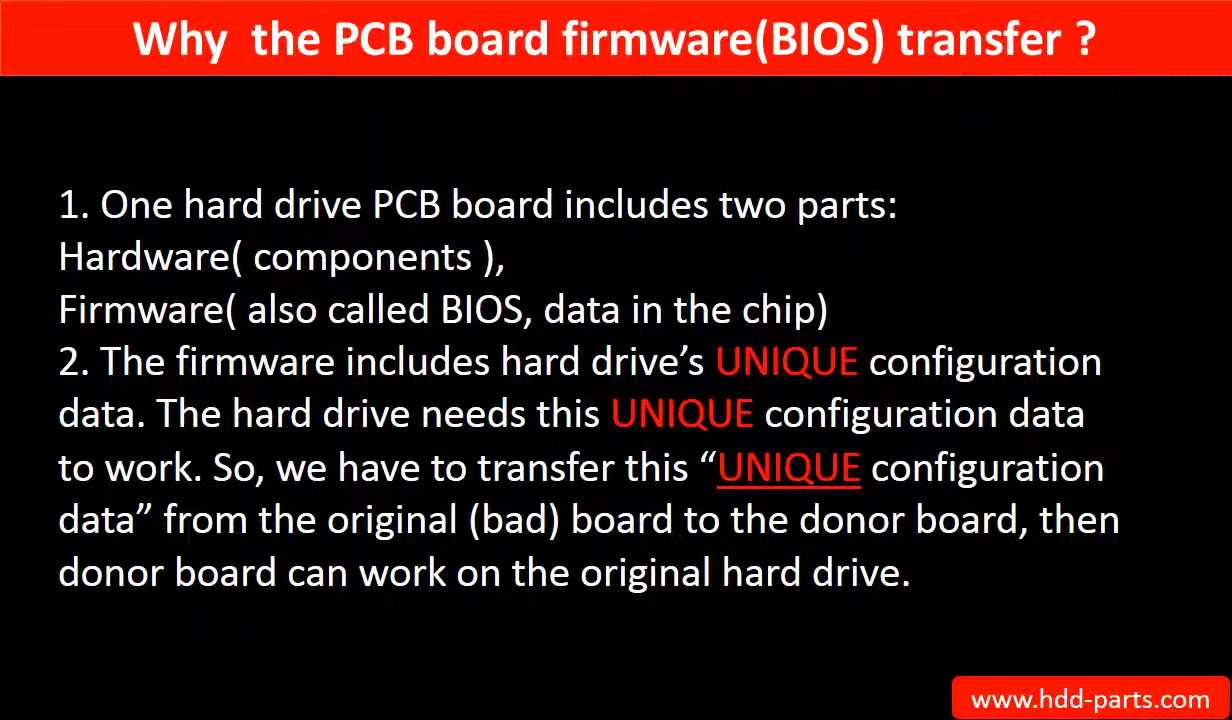 Why the PCB board firmware(BIOS) transfer ?
1. One hard drive PCB board includes two parts:
Hardware( components ),
Firmware( also called BIOS, data in the chip)
2. The firmware includes hard drive’s UNIQUE configuration
data. The hard drive needs this UNIQUE configuration data
to work. So, we have to transfer this “UNIQUE configuration
data” from the original (bad) board to the donor board, then
donor board can work on the original hard drive.
www.hdd-parts.com